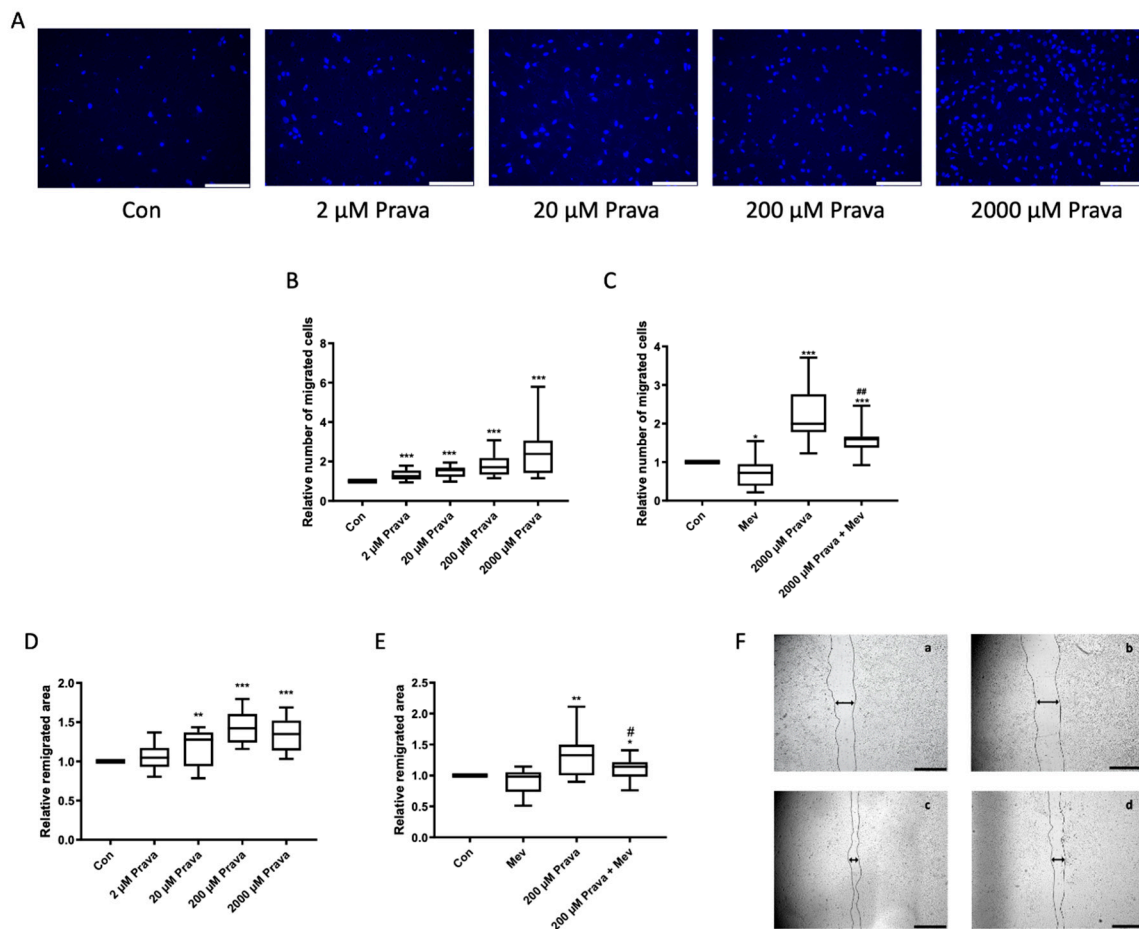 A
Con
2 µM Prava
20 µM Prava
200 µM Prava
2000 µM Prava
B
Relative number of migrated cells
8
6
4
2
0
***
***
***
***
Con
2 µM Prava
20 µM Prava
200 µM Prava
2000 µM Prava
C
Relative number of migrated cells
4
3
2
1
0
*
***
##
***
Con
Mev
2000 µM Prava
2000 µM Prava + Mev
D
Relative remigrated area
2.0
1.5
1.0
0.5
0.0
**
***
***
Con
2 µM Prava
20 µM Prava
200 µM Prava
2000 µM Prava
E
Relative remigrated area
2.5
2.0
1.5
1.0
0.5
0.0
**
#
*
Con
Mev
200 µM Prava
200 µM Prava + Mev
F
a
b
c
d